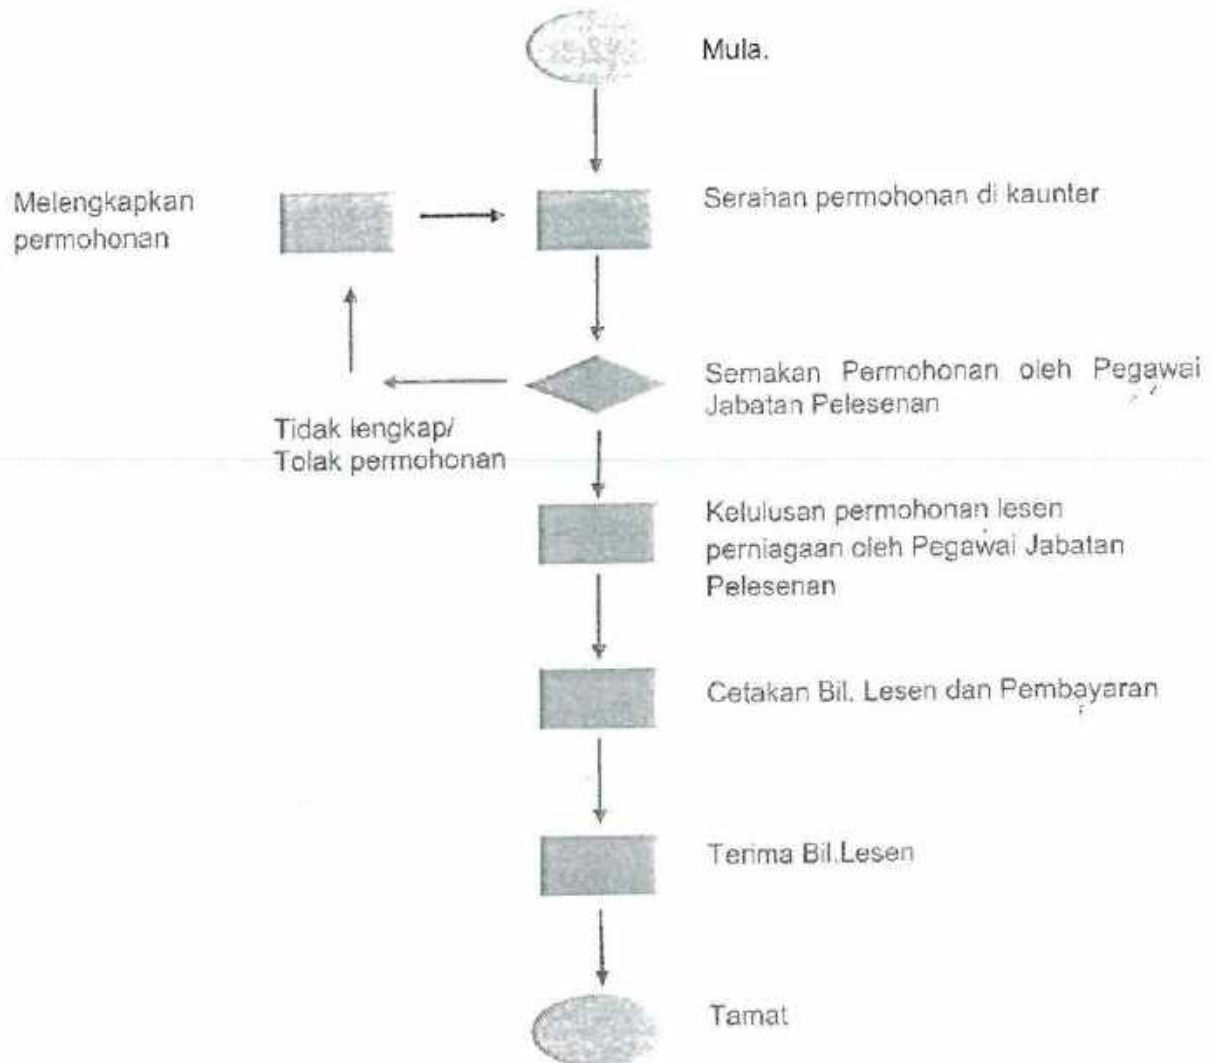 Mula.
Melengkapkan
permohonan
Serahan permohonan di kaunter
Semakan Permohonan oleh Pegawai
Jabatan Pelesenan
Tidak lengkap/
Tolak permohonan
Kelulusan permohonan lesen
perniagaan oleh Pegawai Jabatan
Pelesenan
Cetakan Bil. Lesen dan Pembayaran
Terima Bil.Lesen
Tamat